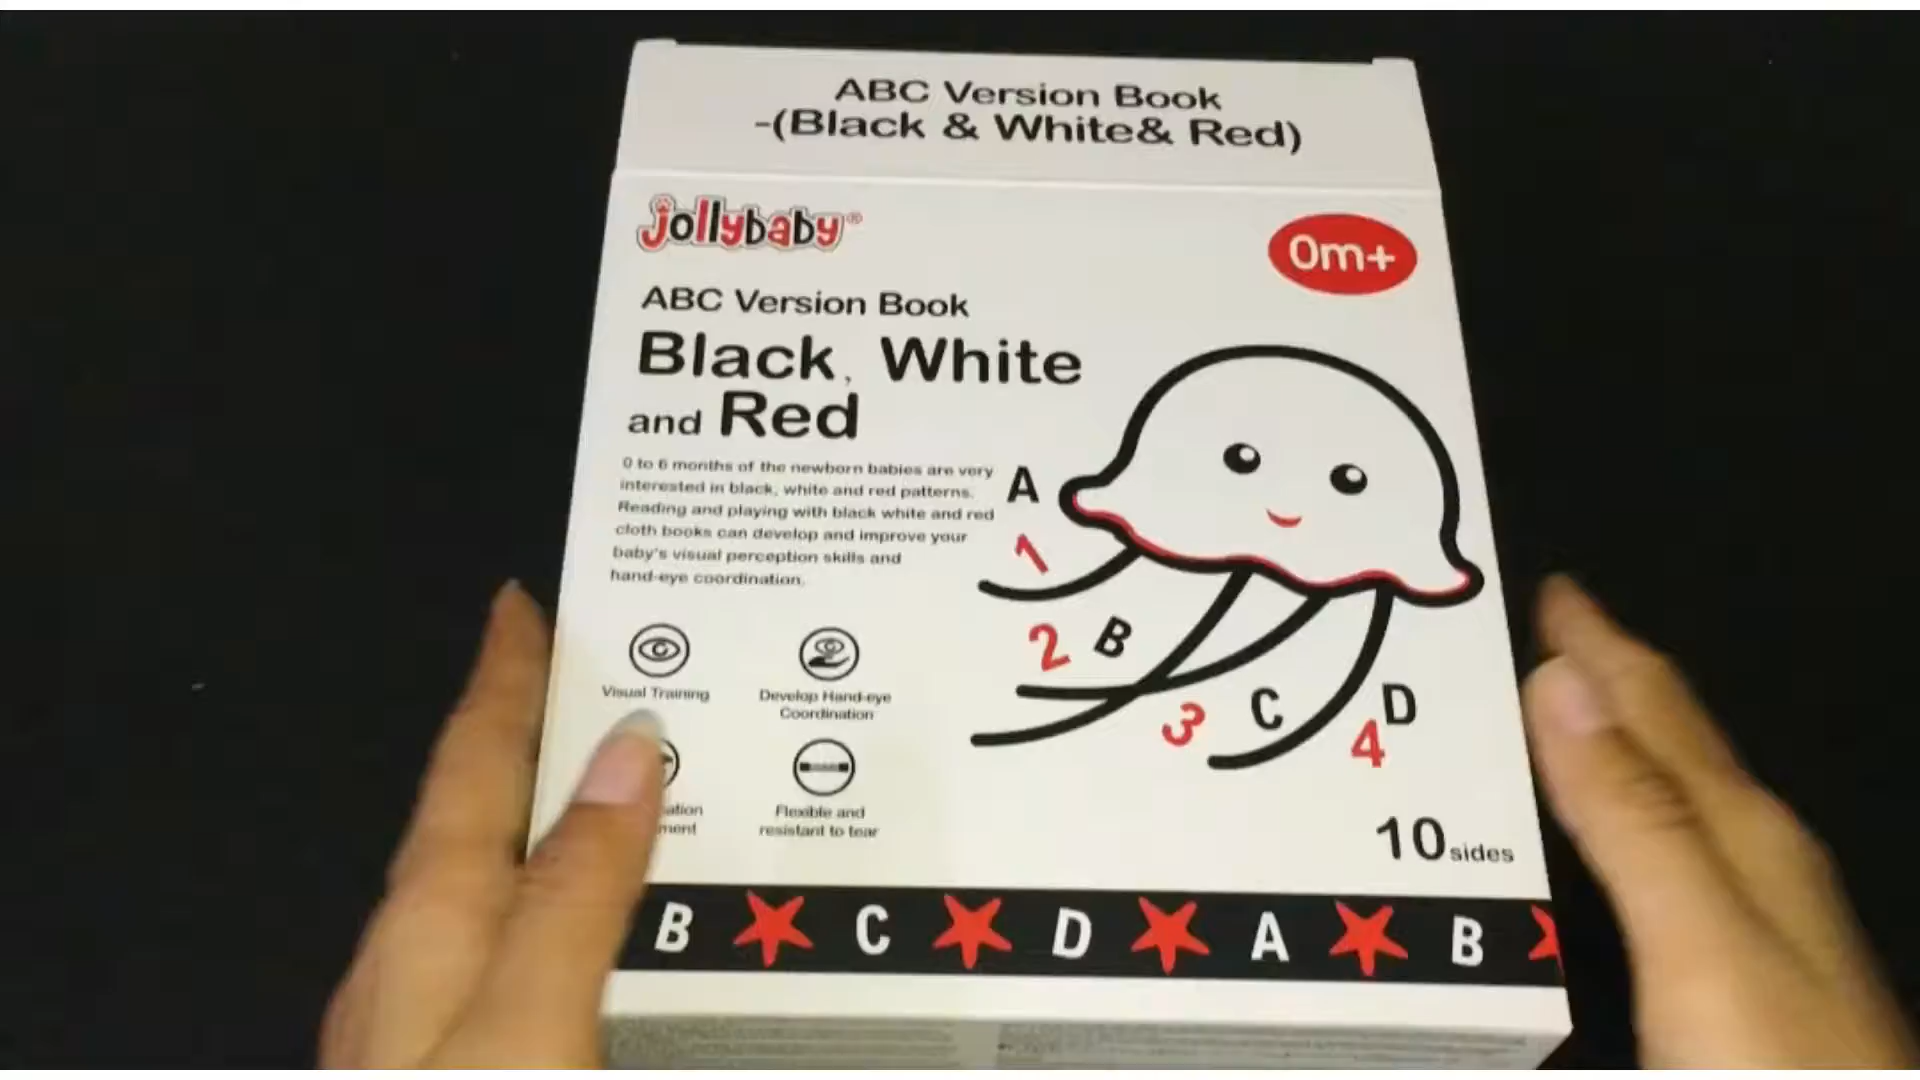 ABC Version Book
-(Black & White& Red)
jollybaby®
0m+
ABC Version Book
Black, White
and Red
0 to 6 months of the newborn babies are very
interested in black, white and red patterns.
Reading and playing with black white and red
cloth books can develop and improve your
baby's visual perception skills and
hand-eye coordination.
A
1
2 B
3 C
4 D
Visual Training
Develop Hand-eye
Coordination
Flexible and
resistant to tear
10 sides
B C D A B